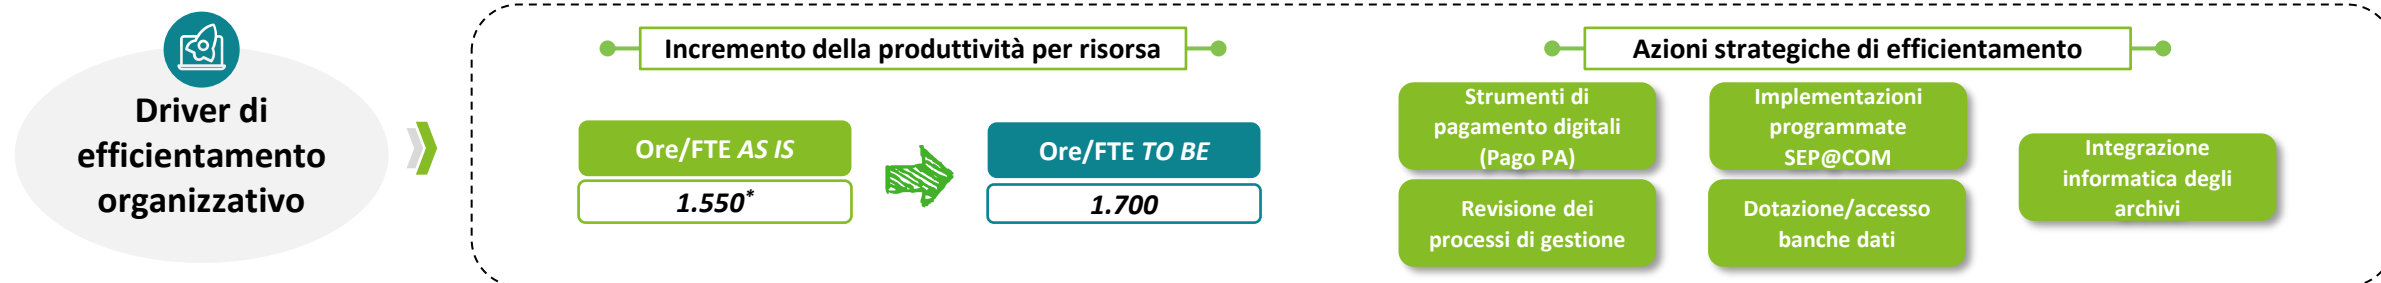 Driver di
efficientamento
organizzativo
Incremento della produttività per risorsa
Ore/FTE AS IS
1.550*
Ore/FTE TO BE
1.700
Azioni strategiche di efficientamento
Strumenti di
pagamento digitali
(Pago PA)
Implementazioni
programmate
SEP@COM
Revisione dei
processi di gestione
Dotazione/accesso
banche dati
Integrazione
informatica degli
archivi